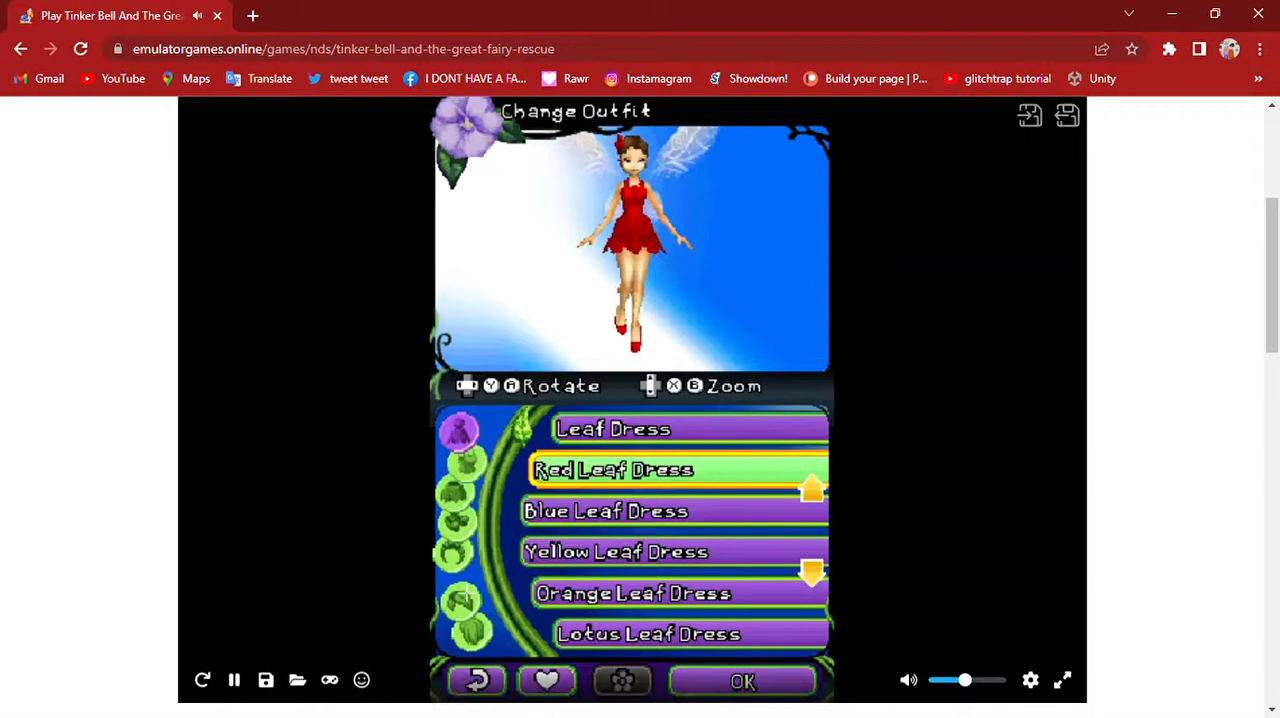 Play Tinker Bell And The Grea
emulatorgames.online/games/nds/tinker-bell-and-the-great-fairy-rescue
Gmail YouTube Maps Translate tweet tweet I DONT HAVE A FA... Rawr Instamagram Showdown! Build your page | P... glitchtrap tutorial Unity »
Change Outfit
Y A Rotate X B Zoom
Leaf Dress
Red Leaf Dress
Blue Leaf Dress
Yellow Leaf Dress
Orange Leaf Dress
Lotus Leaf Dress
OK